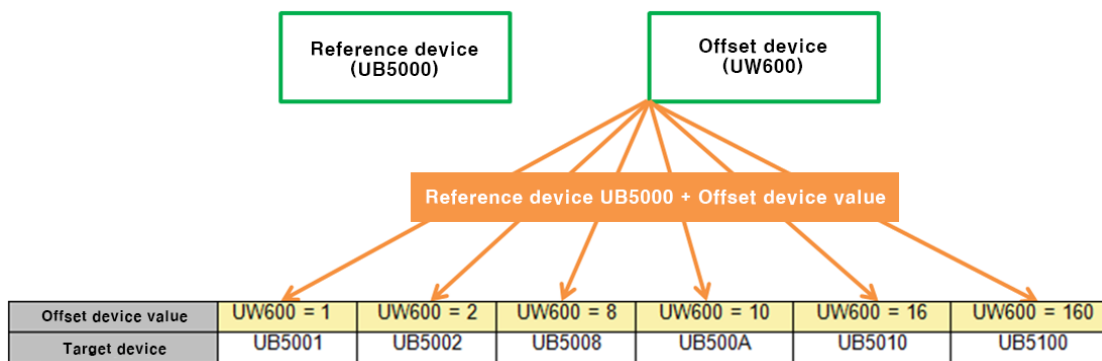 Reference device
(UB5000)
Offset device
(UW600)
Reference device UB5000 + Offset device value
Offset device value UW600 = 1 UW600 = 2 UW600 = 8 UW600 = 10 UW600 = 16 UW600 = 160
Target device UB5001 UB5002 UB5008 UB500A UB5010 UB5100